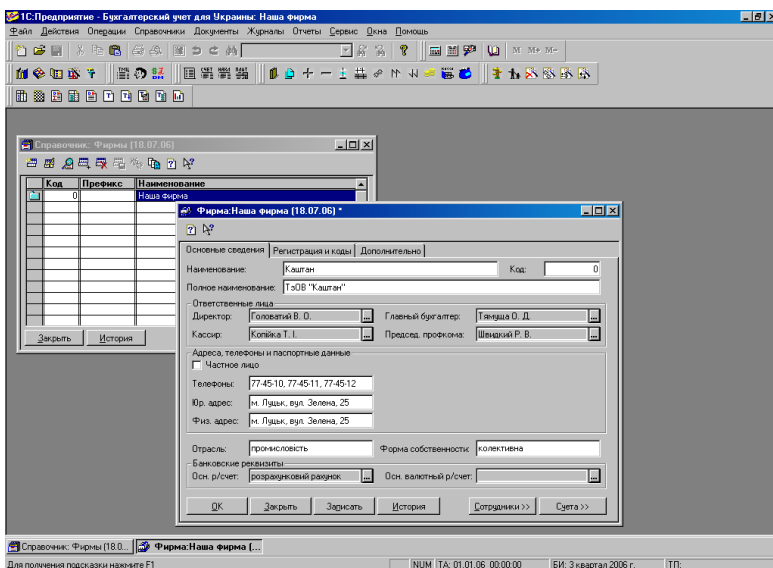 1С:Предприятие - Бухгалтерский учет для Украины: Наша фирма
Файл Действия Операции Справочники Документы Журналы Отчеты Сервис Окна Помощь
M M+ M-
Справочник: Фирмы (18.07.06)
Код Префикс Наименование
0 Наша фирма
Закрыть История
Фирма:Наша фирма (18.07.06) *
Основные сведения Регистрация и коды Дополнительно
Наименование: Каштан Код: 0
Полное наименование: ТзОВ "Каштан"
Ответственные лица
Директор: Головатий В. О. ... Главный бухгалтер: Тямуша О. Д. ...
Кассир: Копійка Т. І. ... Председ. профкома: Швидкий Р. В. ...
Адреса, телефоны и паспортные данные
Частное лицо
Телефоны: 77-45-10, 77-45-11, 77-45-12
Юр. адрес: м. Луцьк, вул. Зелена, 25
Физ. адрес: м. Луцьк, вул. Зелена, 25
Отрасль: промисловість Форма собственности: колективна
Банковские реквизиты
Осн. р/счет: розрахунковий рахунок ... Осн. валютный р/счет: ...
OK Закрыть Записать История Сотрудники >> Счета >>
Справочник: Фирмы (18.0... Фирма:Наша фирма (...
Для получения подсказки нажмите F1 NUM ТА: 01.01.06 00:00:00 БИ: 3 квартал 2006 г. ТП: